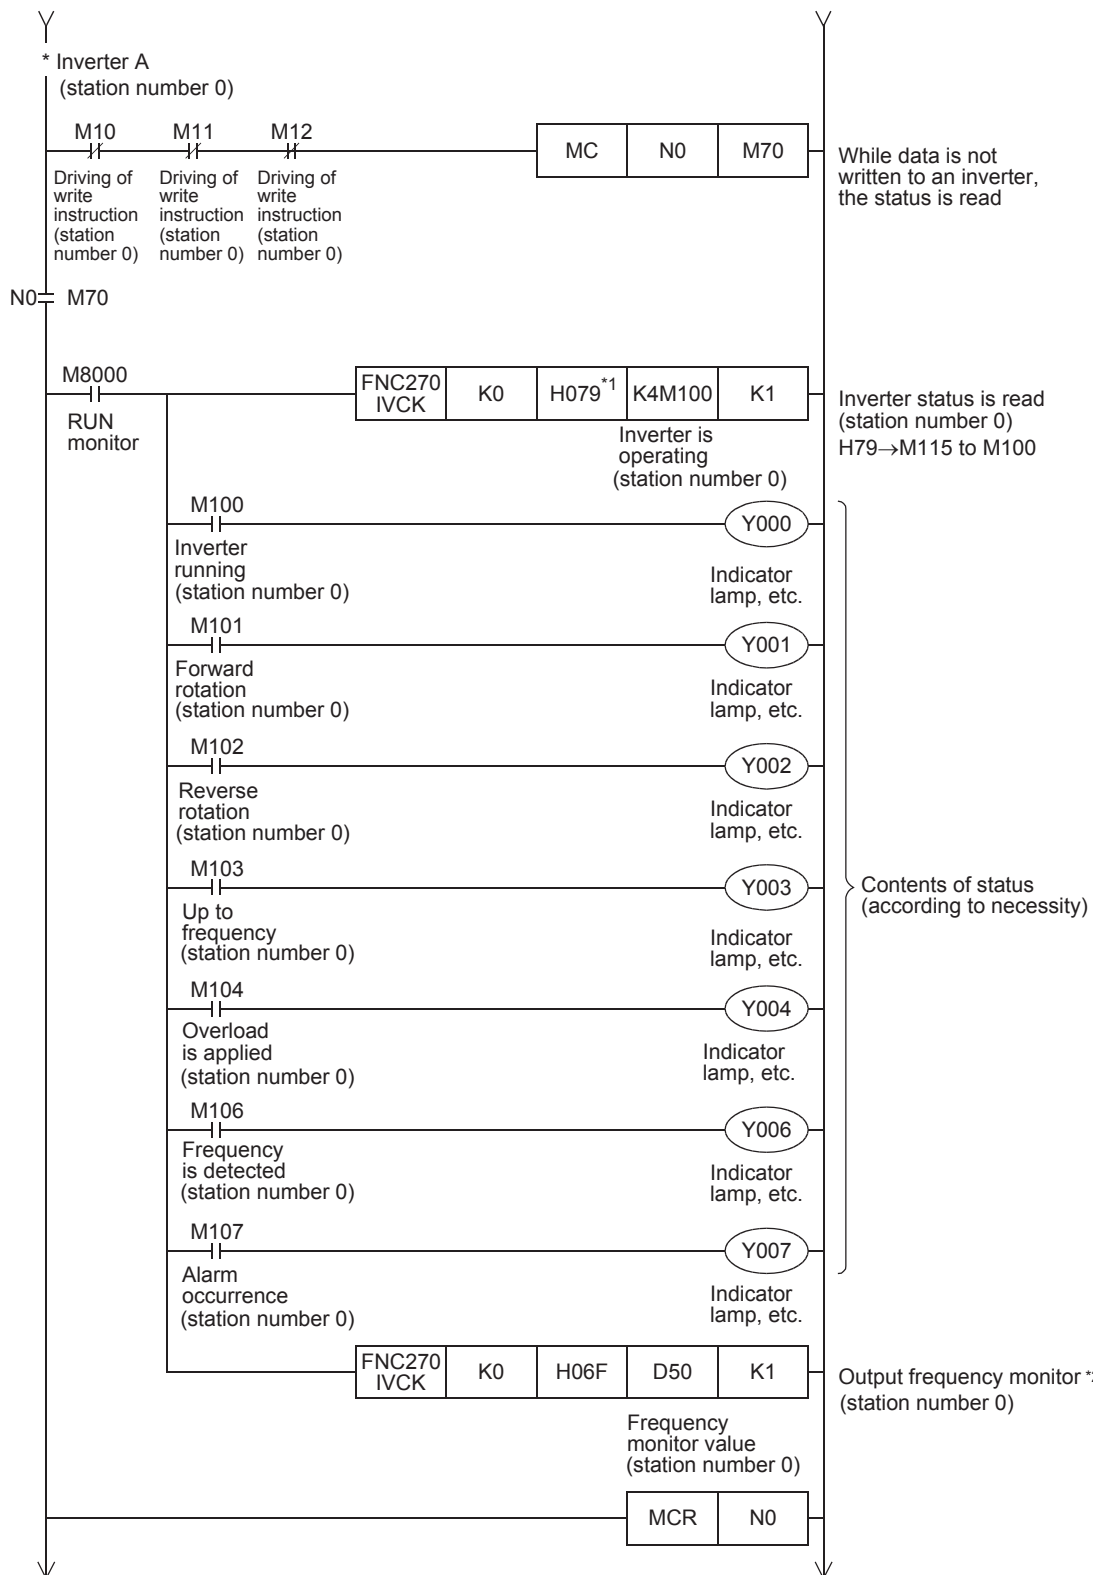 * Inverter A
(station number 0)
M10 M11 M12
MC N0 M70
Driving of write instruction (station number 0)
Driving of write instruction (station number 0)
Driving of write instruction (station number 0)
While data is not
written to an inverter,
the status is read
N0 M70
M8000
RUN
monitor
FNC270 IVCK K0 H079*1 K4M100 K1
Inverter is
operating
(station number 0)
Inverter status is read
(station number 0)
H79→M115 to M100
M100
Y000
Inverter
running
(station number 0)
Indicator
lamp, etc.
M101
Y001
Forward
rotation
(station number 0)
Indicator
lamp, etc.
M102
Y002
Reverse
rotation
(station number 0)
Indicator
lamp, etc.
M103
Y003
Up to
frequency
(station number 0)
Indicator
lamp, etc.
Contents of status
(according to necessity)
M104
Y004
Overload
is applied
(station number 0)
Indicator
lamp, etc.
M106
Y006
Frequency
is detected
(station number 0)
Indicator
lamp, etc.
M107
Y007
Alarm
occurrence
(station number 0)
Indicator
lamp, etc.
FNC270 IVCK K0 H06F D50 K1
Output frequency monitor *
(station number 0)
Frequency
monitor value
(station number 0)
MCR N0